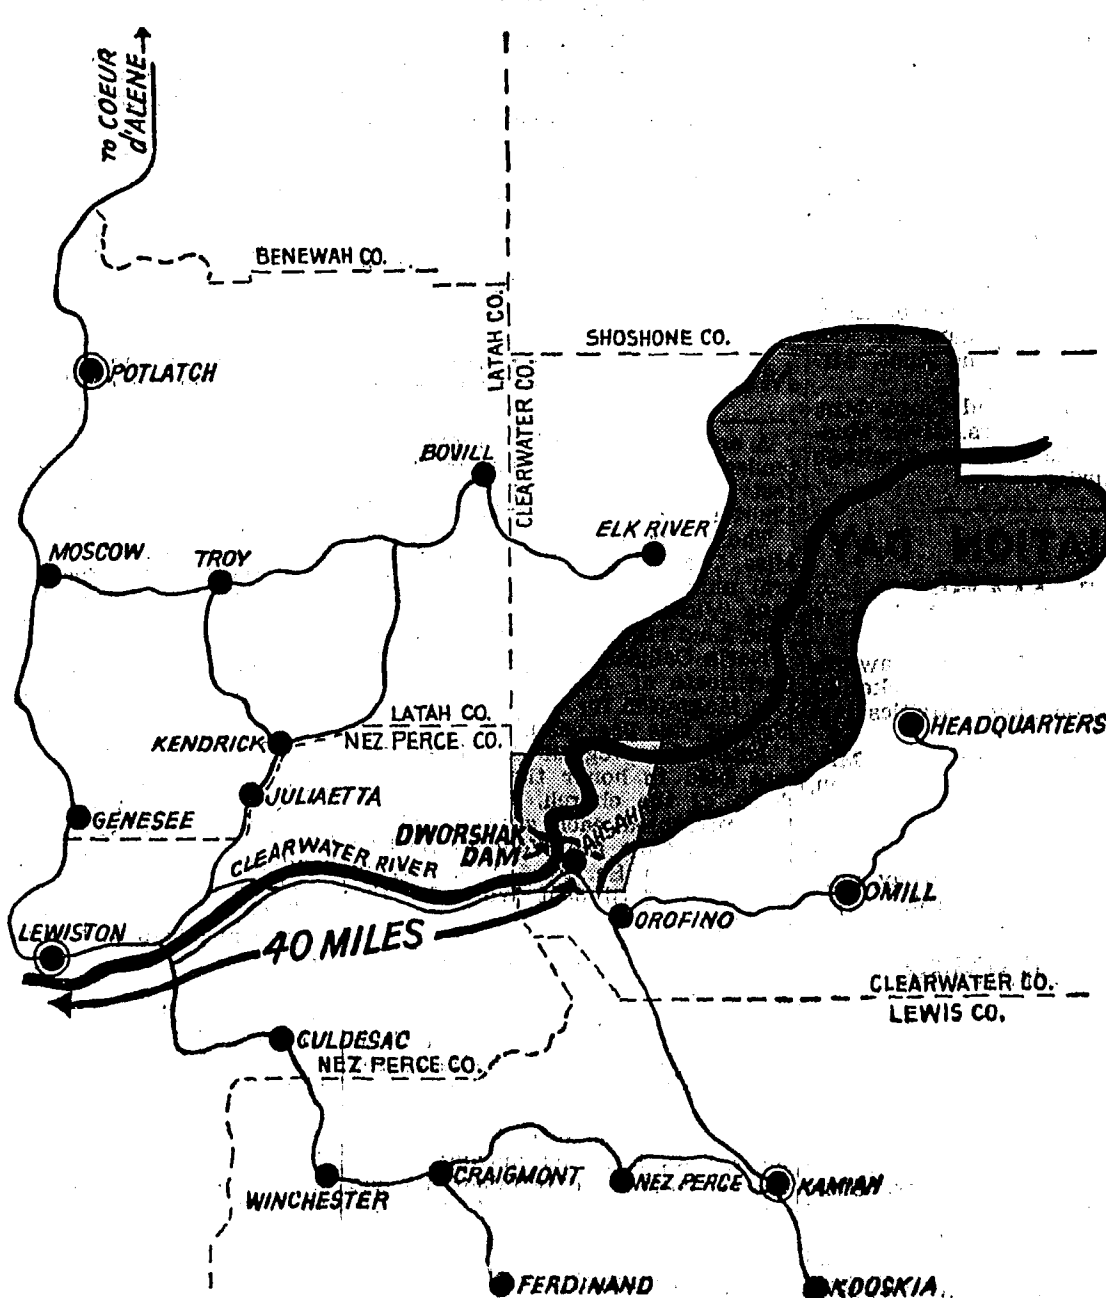 TO COEUR
d'ALENE
BENEWAH CO.
LATAH CO.
CLEARWATER CO.
SHOSHONE CO.
POTLATCH
BOVILL
ELK RIVER
MOSCOW
TROY
LATAH CO.
NEZ PERCE CO.
KENDRICK
HEADQUARTERS
JULIAETTA
GENESEE
DWORSHAK
DAM
AHSAH
CLEARWATER RIVER
OMILL
OROFINO
LEWISTON
40 MILES
CLEARWATER CO.
LEWIS CO.
CULDESAC
NEZ PERCE CO.
WINCHESTER
CRAIGMONT
NEZ PERCE
KAMIAH
FERDINAND
KOOSKIA